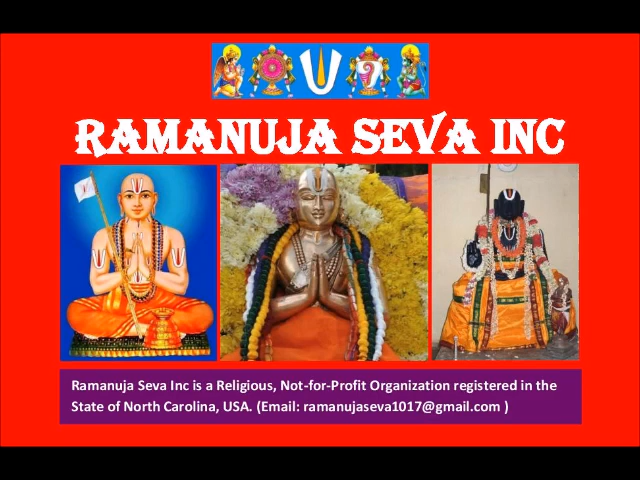 RAMANUJA SEVA INC
Ramanuja Seva Inc is a Religious, Not-for-Profit Organization registered in the
State of North Carolina, USA. (Email: ramanujaseva1017@gmail.com )